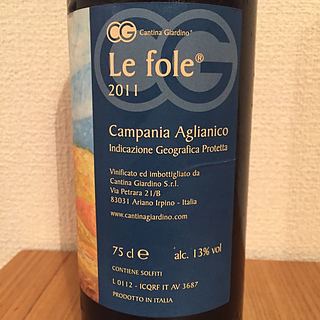 CG Cantina Giardino®
Le fole®
2011
Campania Aglianico
Indicazione Geografica Protetta
Vinificato ed imbottigliato da
Cantina Giardino S.r.l.
Via Petrara 21/B
83031 Ariano Irpino - Italia
www.cantinagiardino.com
75 cl e alc. 13% vol
CONTIENE SOLFITI
L 0112 - ICQRF IT AV 3687
PRODOTTO IN ITALIA